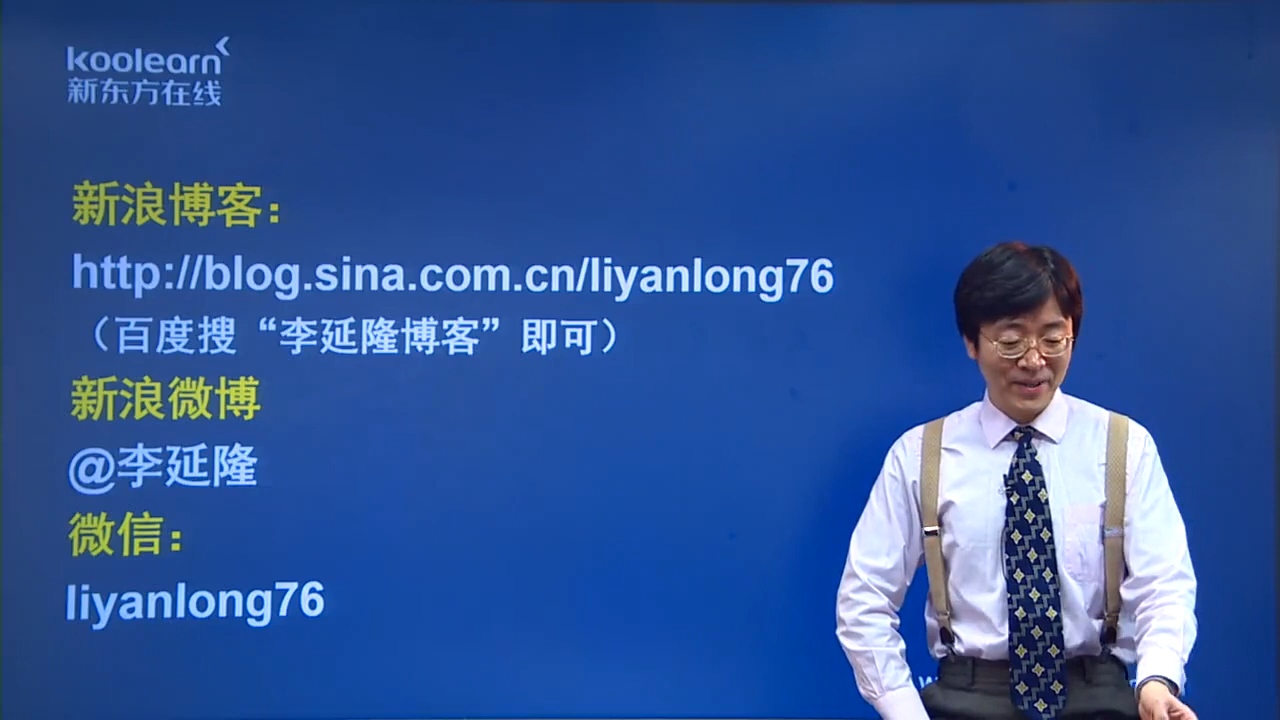 koolearn
新东方在线
新浪博客：
http://blog.sina.com.cn/liyanlong76
（百度搜“李延隆博客”即可）
新浪微博
@李延隆
微信：
liyanlong76